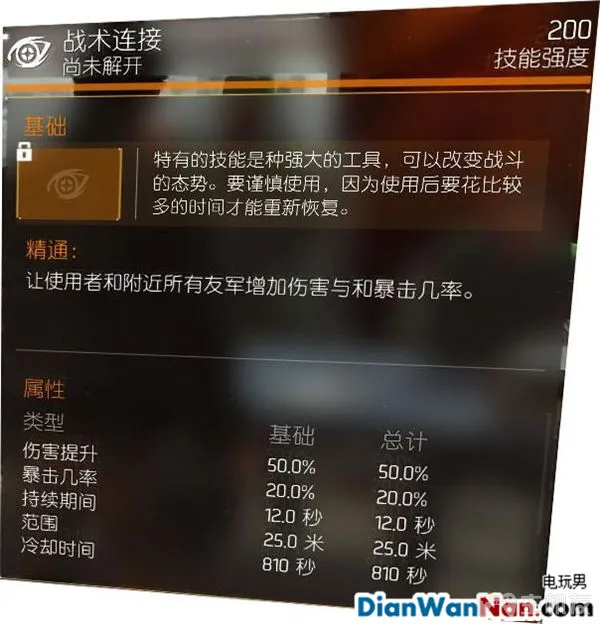 战术连接
尚未解开
200
技能强度
基础
特有的技能是种强大的工具，可以改变战斗
的态势。要谨慎使用，因为使用后要花比较
多的时间才能重新恢复。
精通：
让使用者和附近所有友军增加伤害与和暴击几率。
属性
类型 基础 总计
伤害提升 50.0% 50.0%
暴击几率 20.0% 20.0%
持续期间 12.0 秒 12.0 秒
范围 25.0 米 25.0 米
冷却时间 810 秒 810 秒
电玩男
DianWanNan.com